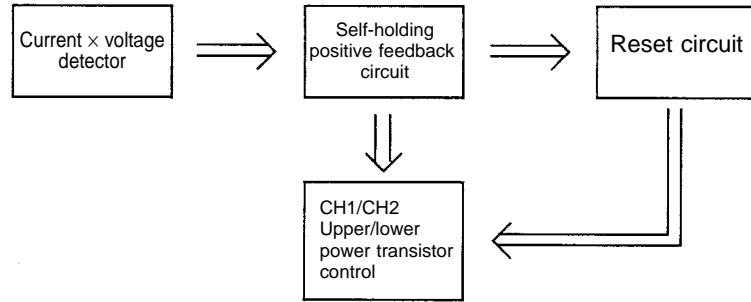 Current × voltage
detector
Self-holding
positive feedback
circuit
Reset circuit
CH1/CH2
Upper/lower
power transistor
control